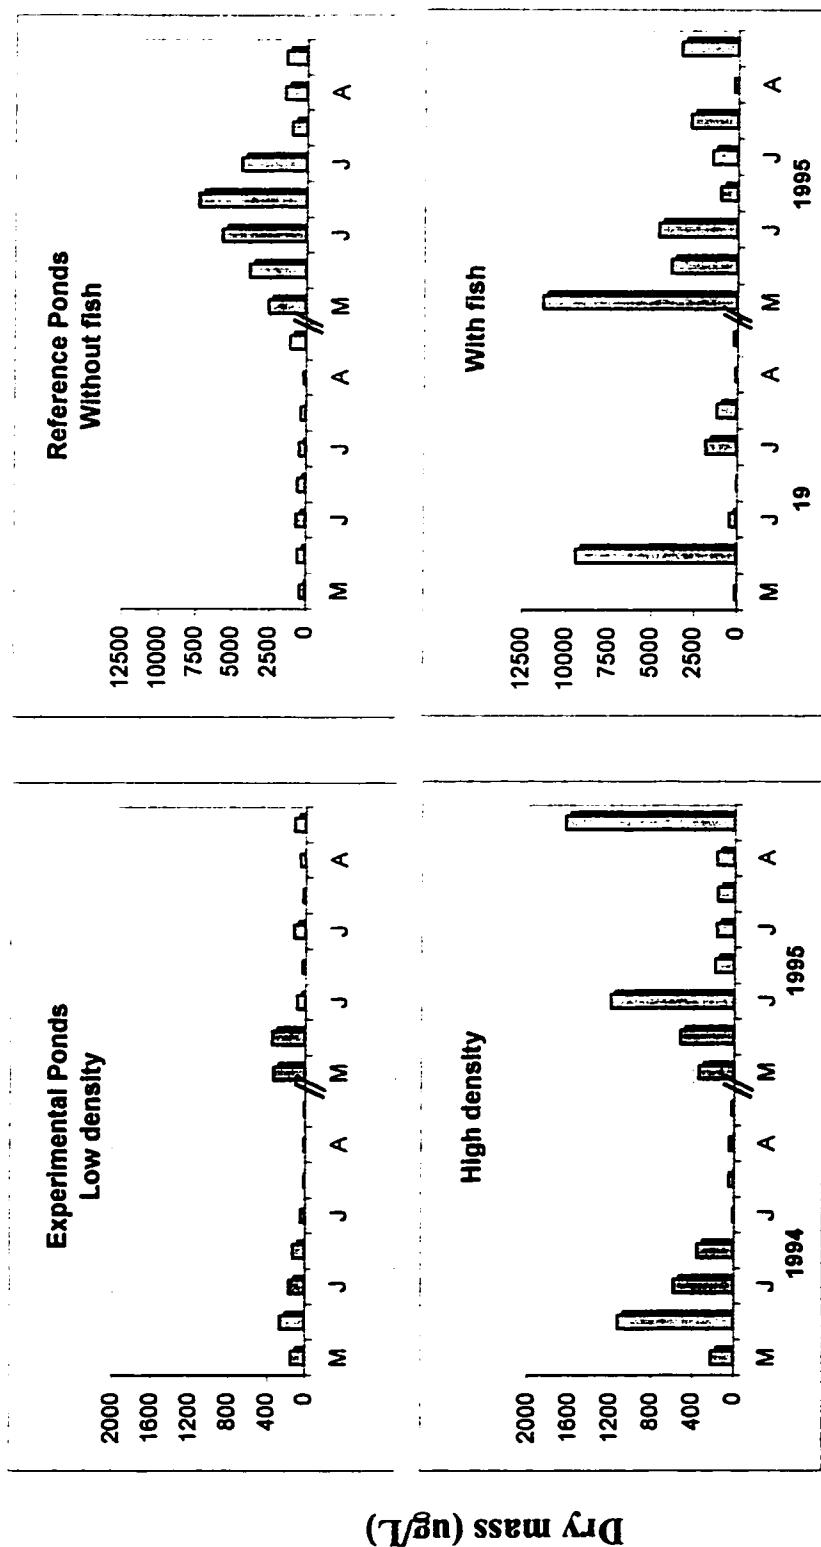 Dry mass (ug/L)
Experimental Ponds
Low density
2000
1600
1200
800
400
0
M J J A M J J A
Reference Ponds
Without fish
12500
10000
7500
5000
2500
0
M J J A M J J A
High density
2000
1600
1200
800
400
0
M J J A M J J A
1994 1995
With fish
12500
10000
7500
5000
2500
0
M J J A M J J A
19 1995